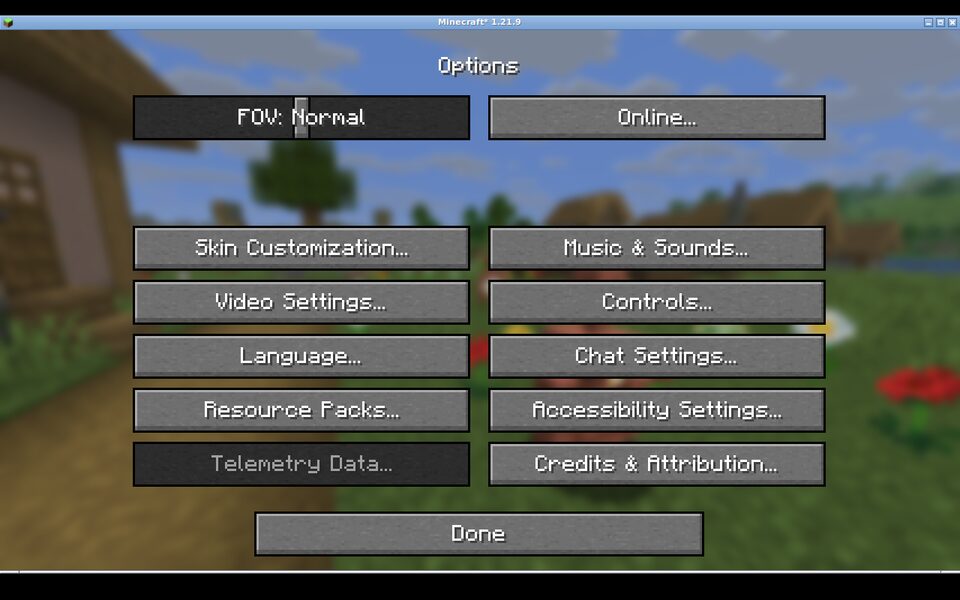 Minecraft* 1.21.9
Options
FOV: Normal
Online...
Skin Customization...
Music & Sounds...
Video Settings...
Controls...
Language...
Chat Settings...
Resource Packs...
Accessibility Settings...
Telemetry Data...
Credits & Attribution...
Done